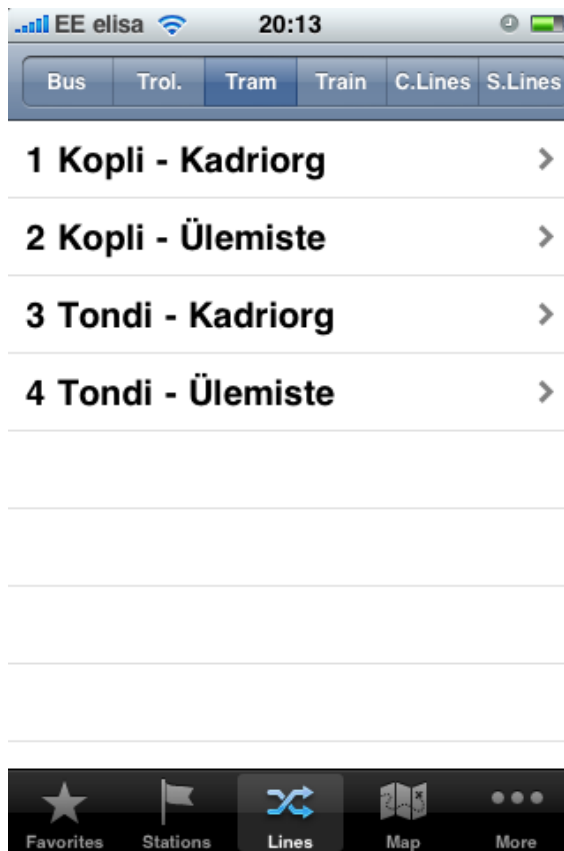 EE elisa 20:13
Bus Trol. Tram Train C.Lines S.Lines
1 Kopli - Kadriorg
2 Kopli - Ülemiste
3 Tondi - Kadriorg
4 Tondi - Ülemiste
Favorites Stations Lines Map More